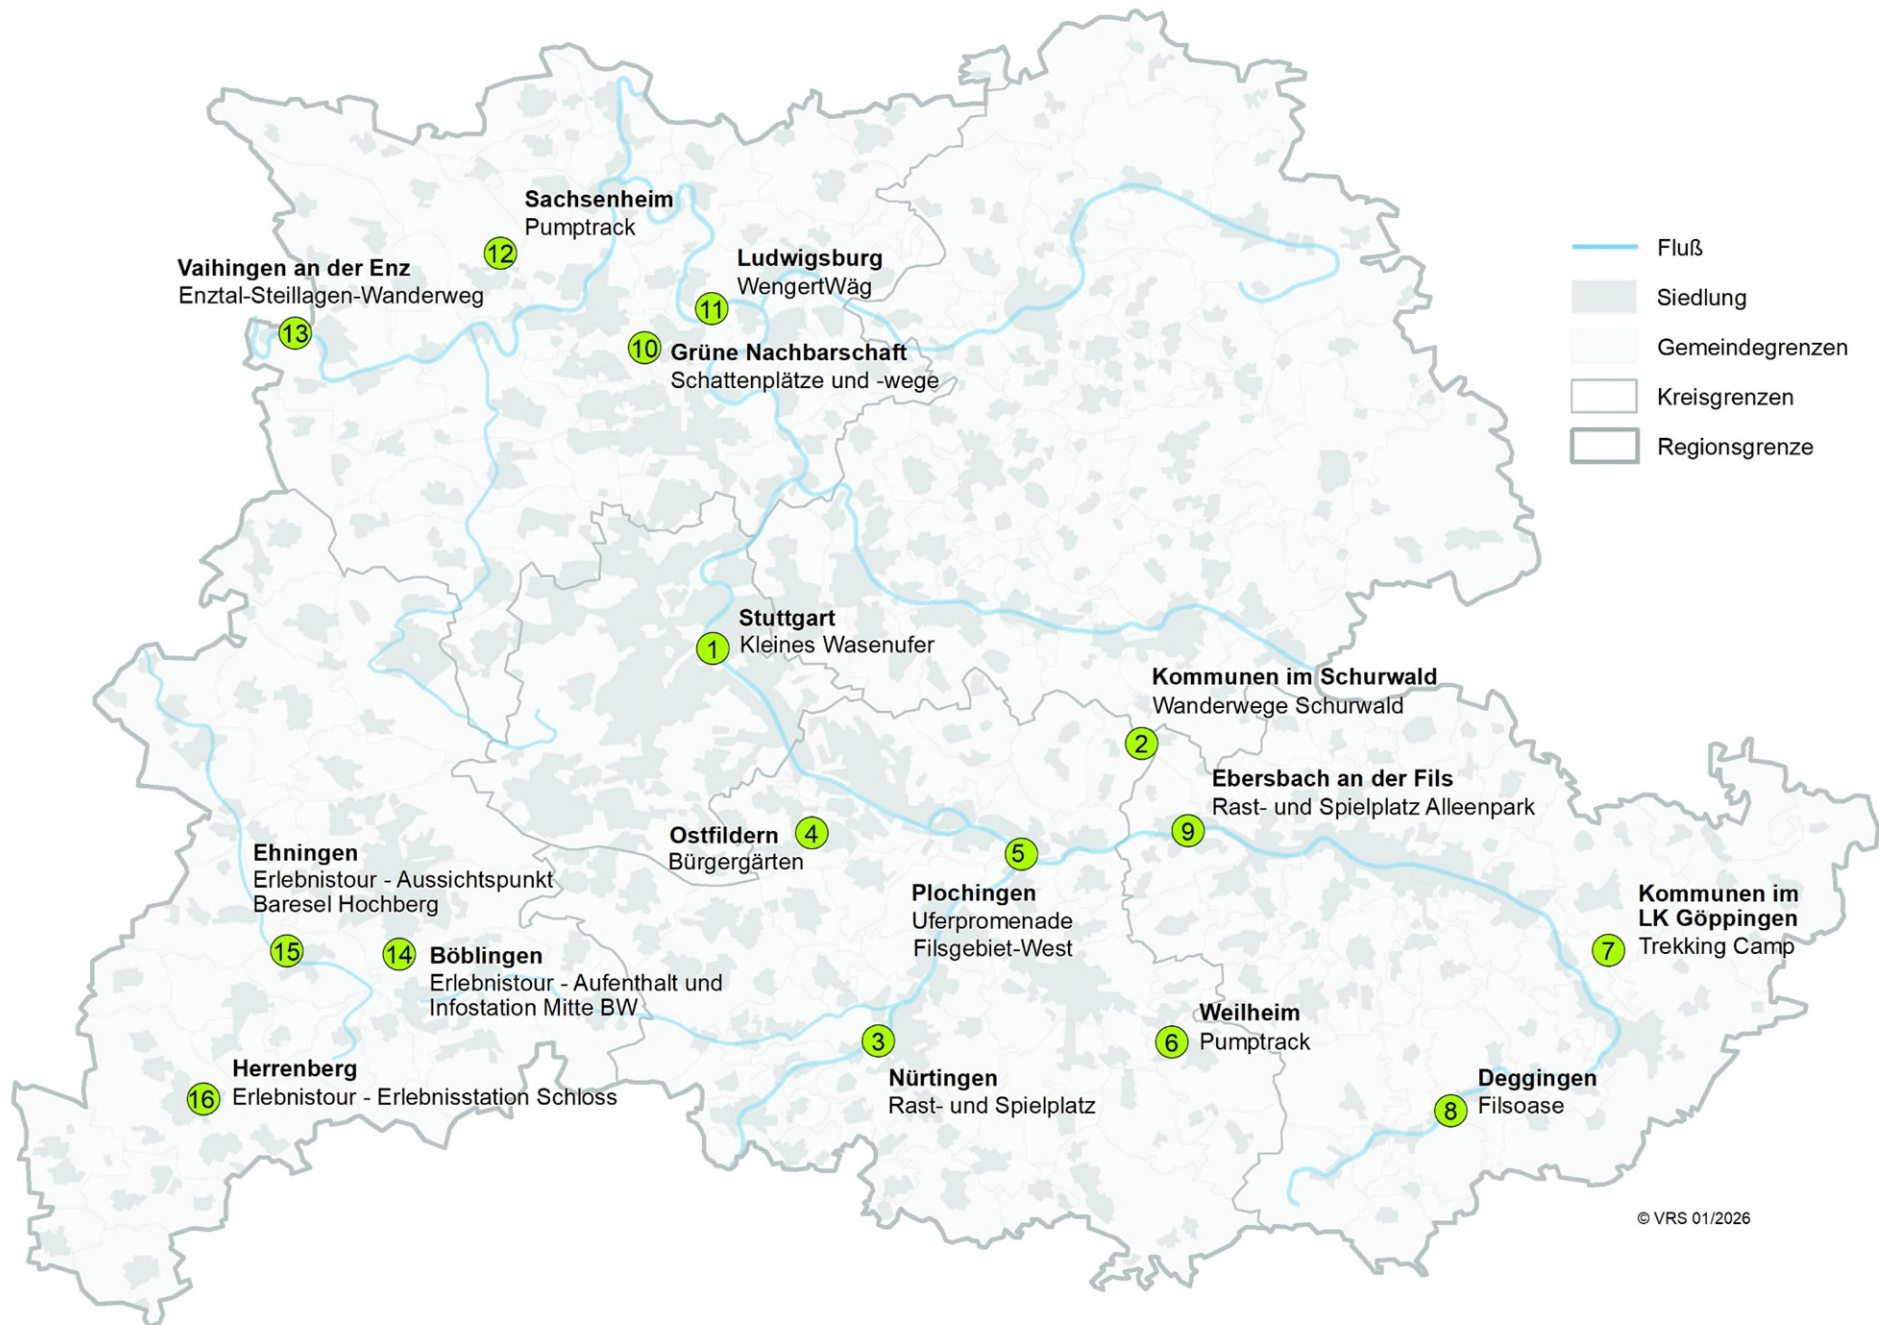 Sachsenheim
Pumptrack
12
Vaihingen an der Enz
Enztal-Steillagen-Wanderweg
13
Ludwigsburg
WengertWäg
11
10
Grüne Nachbarschaft
Schattenplätze und -wege
Fluß
Siedlung
Gemeindegrenzen
Kreisgrenzen
Regionsgrenze
Stuttgart
Kleines Wasenufer
1
Kommunen im Schurwald
Wanderwege Schurwald
2
Ebersbach an der Fils
Rast- und Spielplatz Alleenpark
9
Ostfildern
Bürgergärten
4
5
Plochingen
Uferpromenade
Filsgebiet-West
Kommunen im
LK Göppingen
Trekking Camp
7
Ehningen
Erlebnistour - Aussichtspunkt
Baresel Hochberg
15
14
Böblingen
Erlebnistour - Aufenthalt und
Infostation Mitte BW
Herrenberg
Erlebnistour - Erlebnisstation Schloss
16
3
Nürtingen
Rast- und Spielplatz
Weilheim
Pumptrack
6
Deggingen
Filsoase
8
© VRS 01/2026